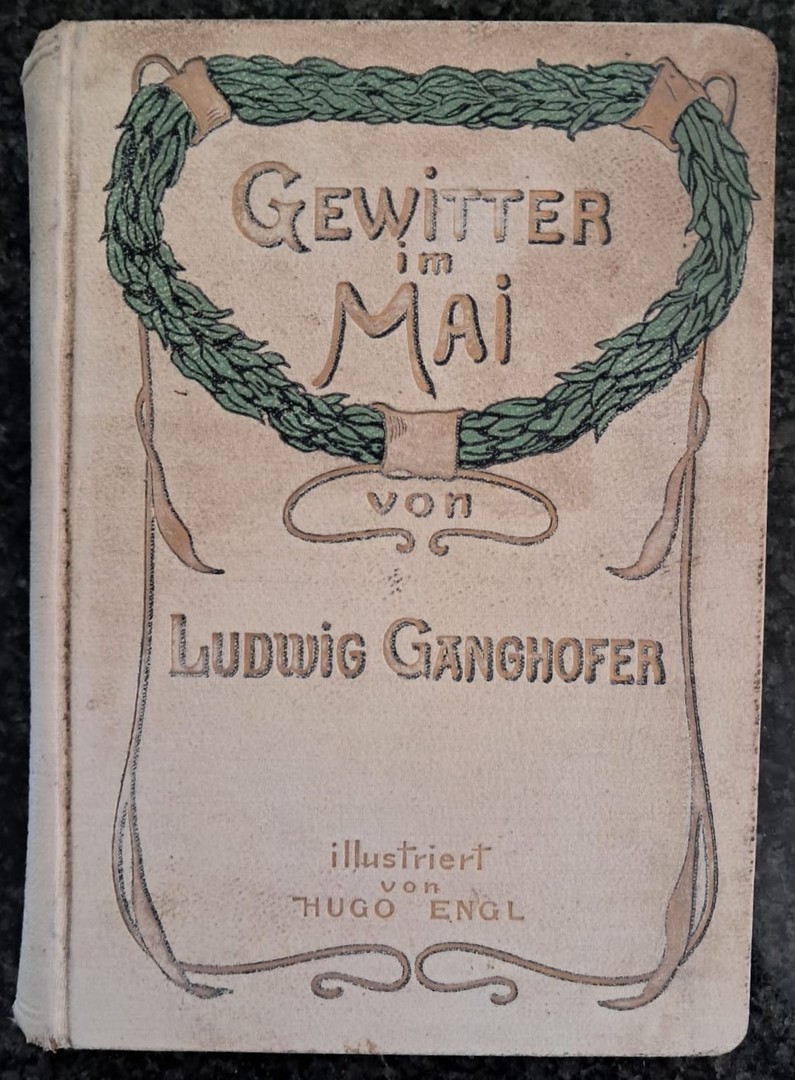 GEWiTTER
im
MAi
von
LUDWiG GANGHOFER
illustriert
von
HUGO ENGL